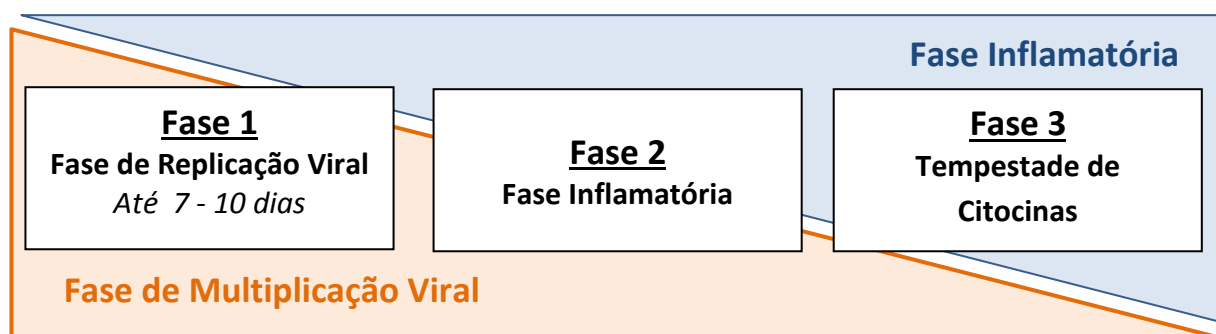 Fase Inflamatória
Fase 1
Fase de Replicação Viral
Até 7 - 10 dias
Fase 2
Fase Inflamatória
Fase 3
Tempestade de
Citocinas
Fase de Multiplicação Viral